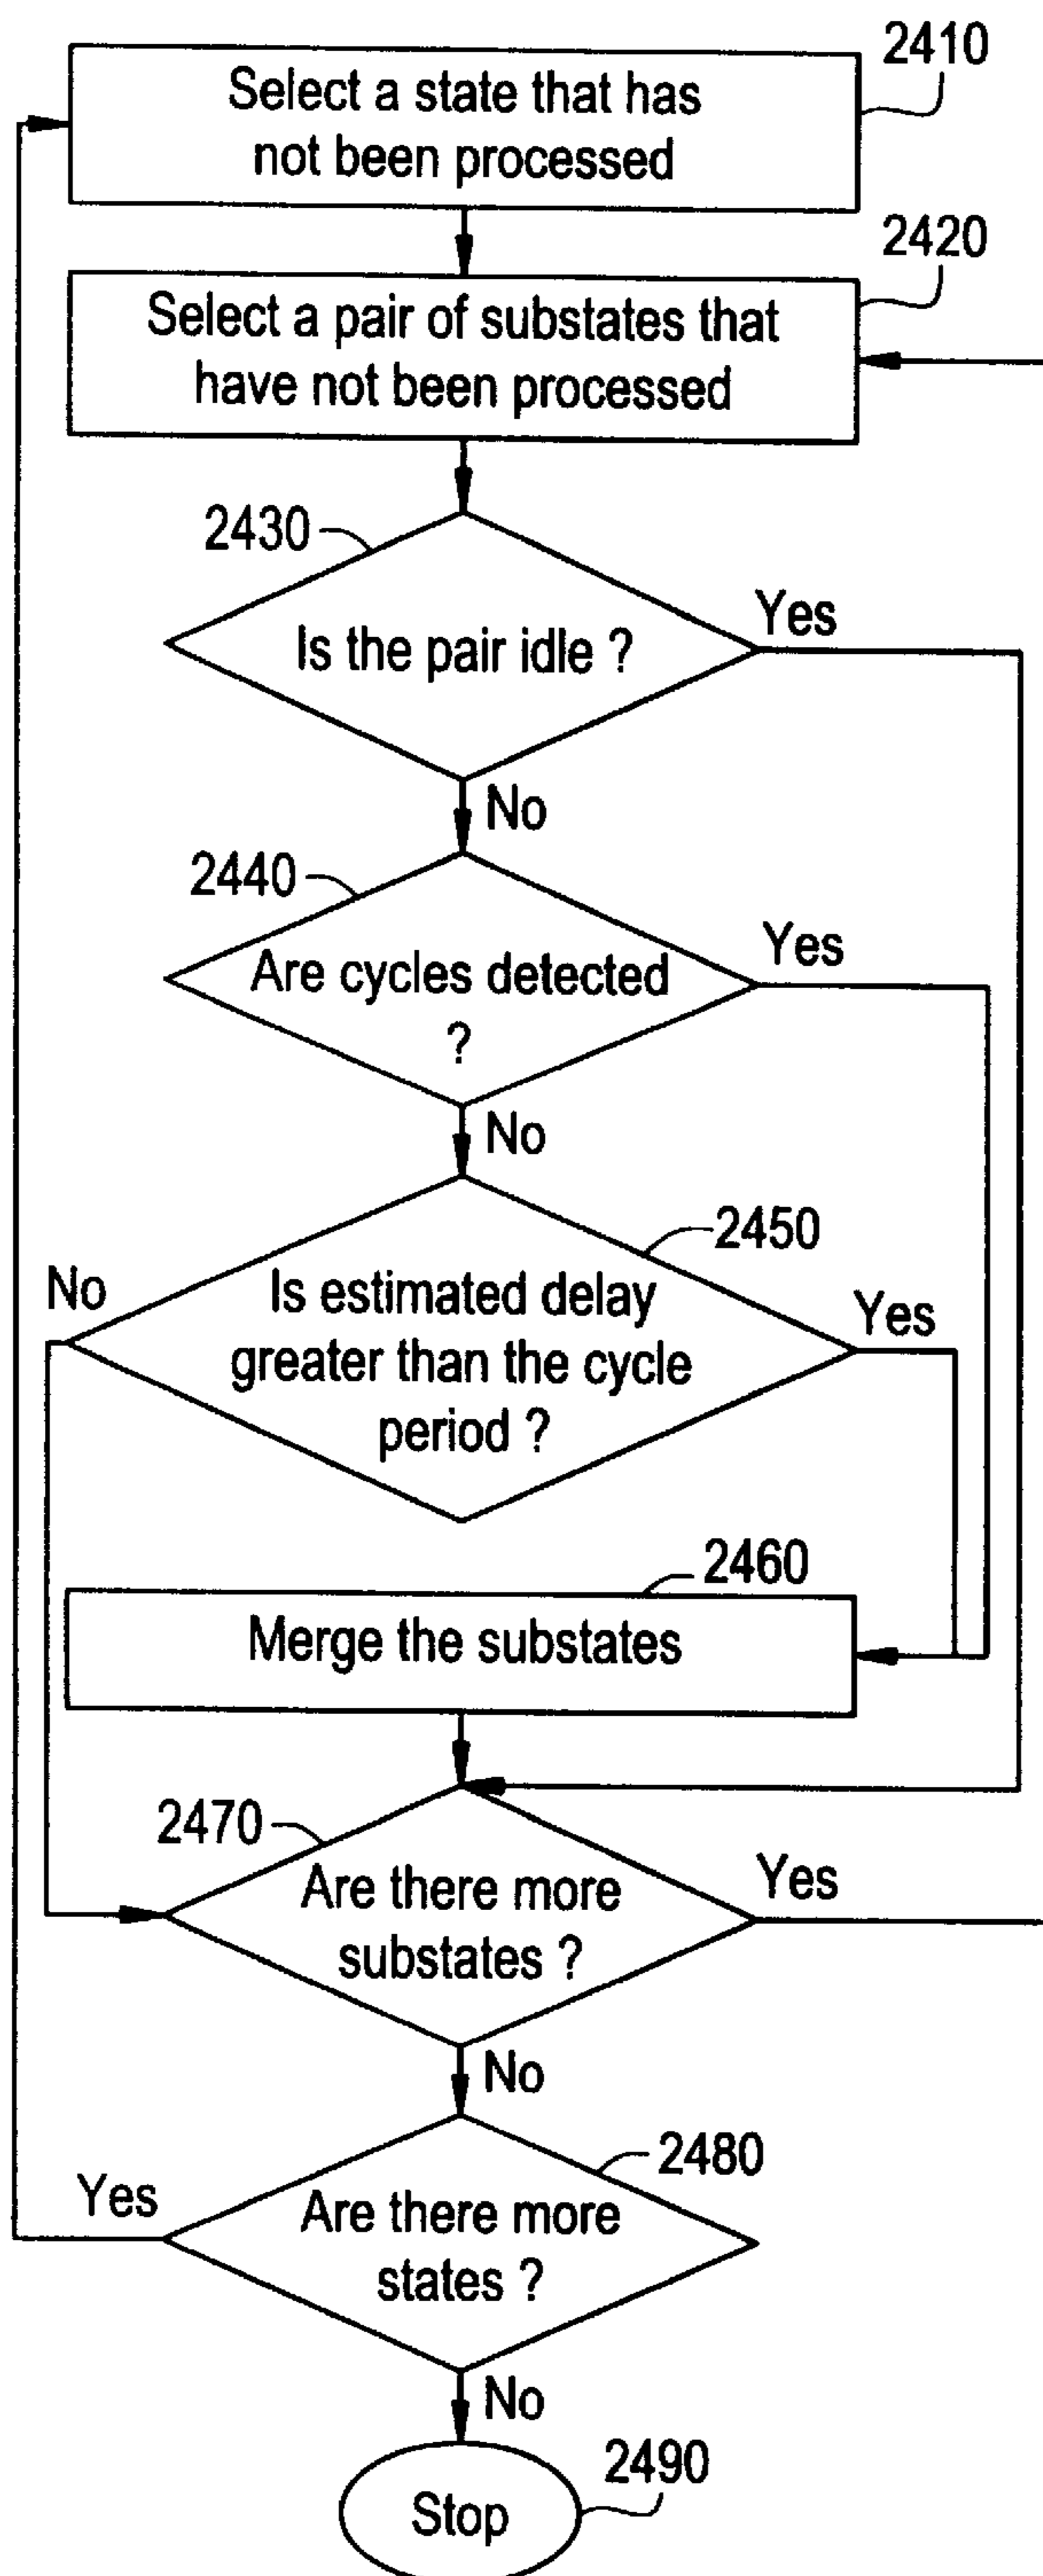 2410
Select a state that has
not been processed
2420
Select a pair of substates that
have not been processed
2430
Is the pair idle ?
Yes
No
2440
Are cycles detected
?
Yes
No
2450
No
Is estimated delay
greater than the cycle
period ?
Yes
2460
Merge the substates
2470
Are there more
substates ?
Yes
No
2480
Yes
Are there more
states ?
No
2490
Stop